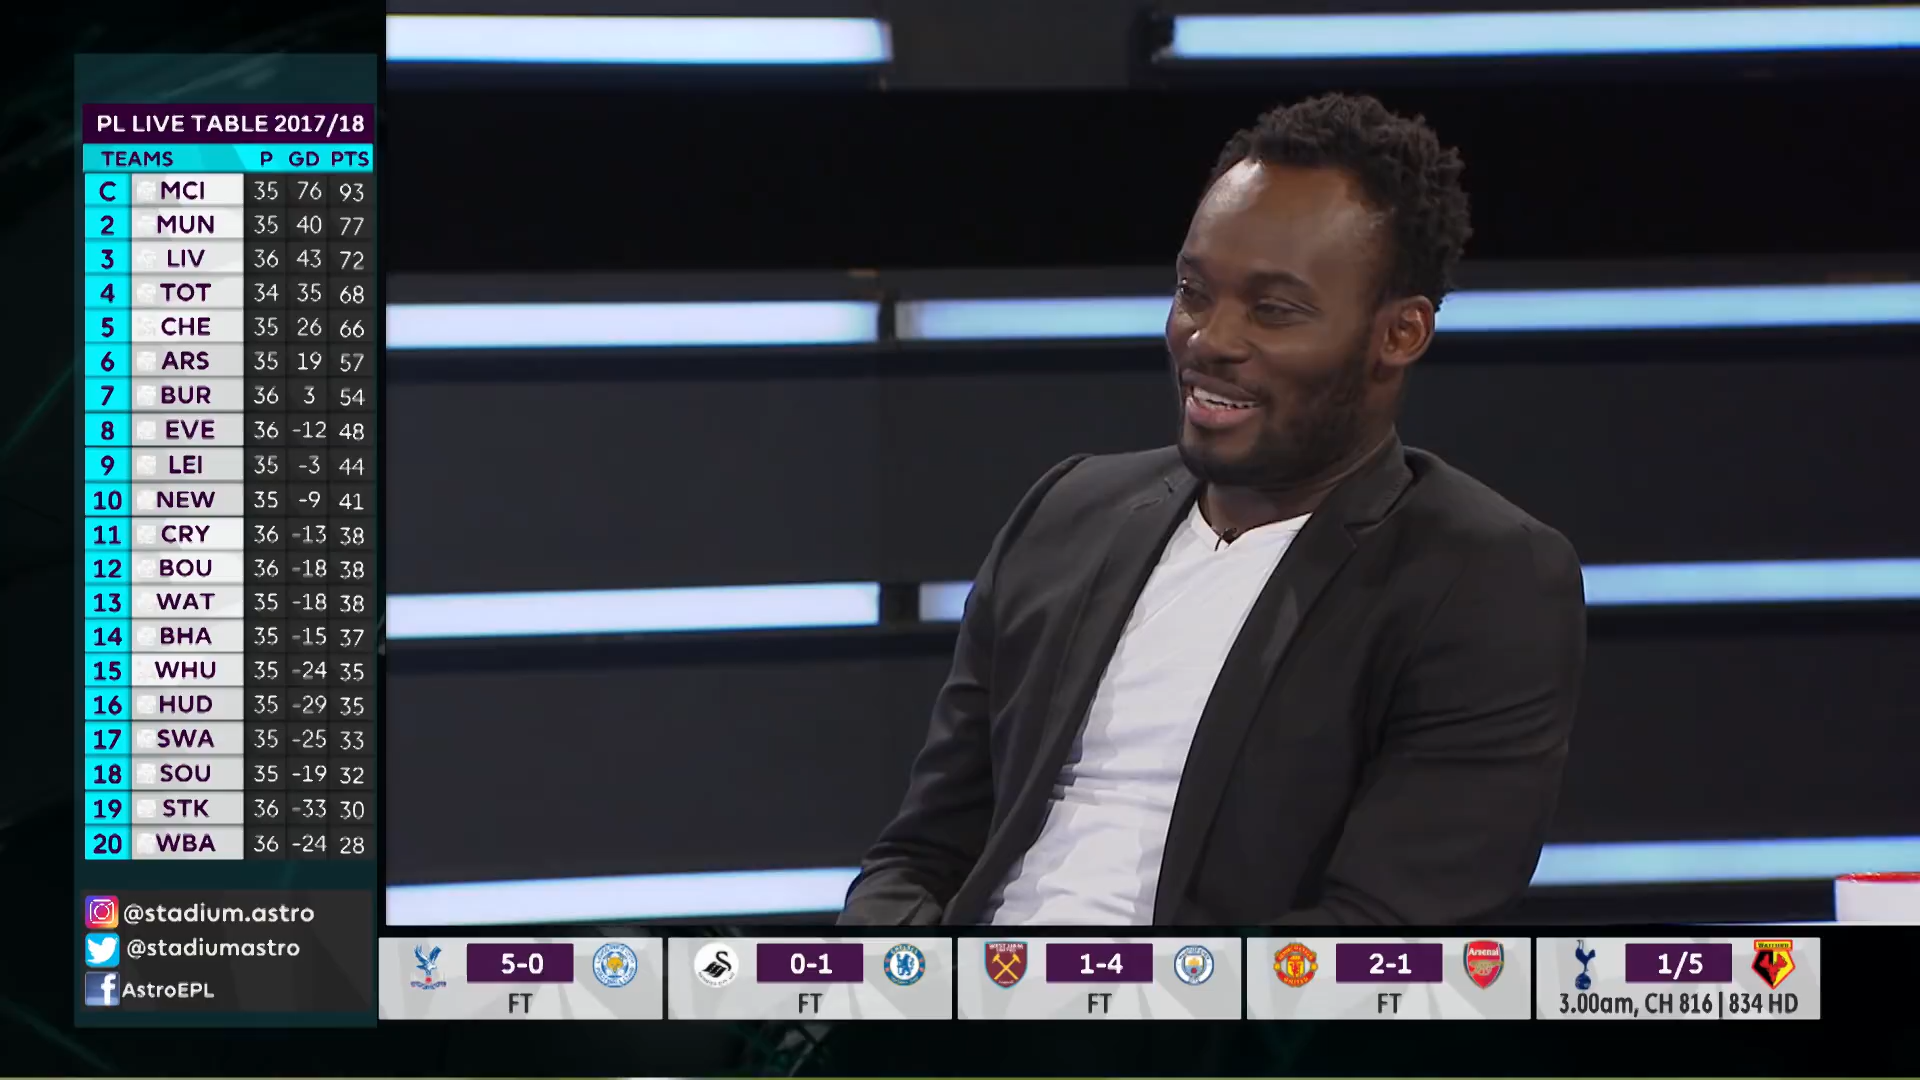 PL LIVE TABLE 2017/18
TEAMS P GD PTS
C MCI 35 76 93
2 MUN 35 40 77
3 LIV 36 43 72
4 TOT 34 35 68
5 CHE 35 26 66
6 ARS 35 19 57
7 BUR 36 3 54
8 EVE 36 -12 48
9 LEI 35 -3 44
10 NEW 35 -9 41
11 CRY 36 -13 38
12 BOU 36 -18 38
13 WAT 35 -18 38
14 BHA 35 -15 37
15 WHU 35 -24 35
16 HUD 35 -29 35
17 SWA 35 -25 33
18 SOU 35 -19 32
19 STK 36 -33 30
20 WBA 36 -24 28
@stadium.astro
@stadiumastro
AstroEPL
5-0
FT
0-1
FT
1-4
FT
2-1
Arsenal
FT
1/5
3.00am, CH 816 | 834 HD